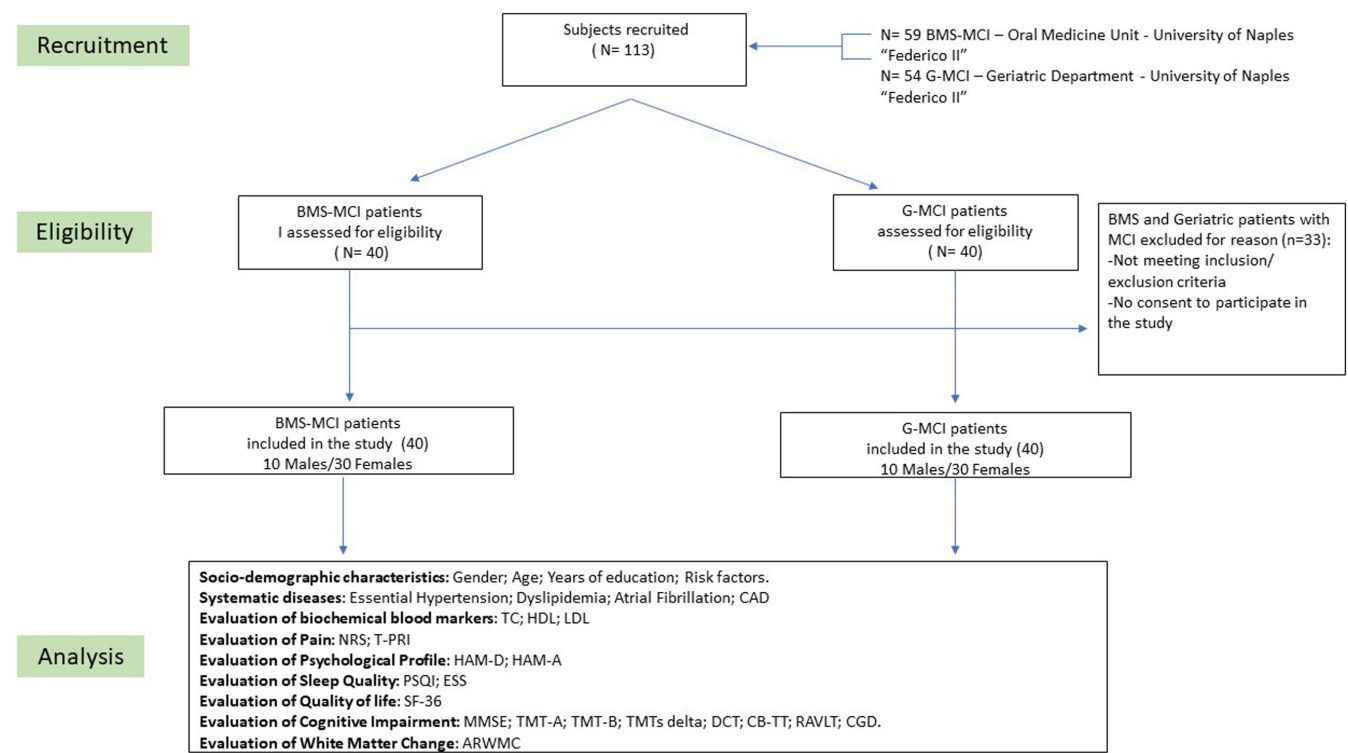 Recruitment
Subjects recruited
( N= 113)
N= 59 BMS-MCI – Oral Medicine Unit - University of Naples
“Federico II”
N= 54 G-MCI – Geriatric Department - University of Naples
“Federico II”
Eligibility
BMS-MCI patients
I assessed for eligibility
( N= 40)
G-MCI patients
assessed for eligibility
( N= 40)
BMS and Geriatric patients with
MCI excluded for reason (n=33):
-Not meeting inclusion/
exclusion criteria
-No consent to participate in
the study
BMS-MCI patients
included in the study (40)
10 Males/30 Females
G-MCI patients
included in the study (40)
10 Males/30 Females
Analysis
Socio-demographic characteristics: Gender; Age; Years of education; Risk factors.
Systematic diseases: Essential Hypertension; Dyslipidemia; Atrial Fibrillation; CAD
Evaluation of biochemical blood markers: TC; HDL; LDL
Evaluation of Pain: NRS; T-PRI
Evaluation of Psychological Profile: HAM-D; HAM-A
Evaluation of Sleep Quality: PSQI; ESS
Evaluation of Quality of life: SF-36
Evaluation of Cognitive Impairment: MMSE; TMT-A; TMT-B; TMTs delta; DCT; CB-TT; RAVLT; CGD.
Evaluation of White Matter Change: ARWMC